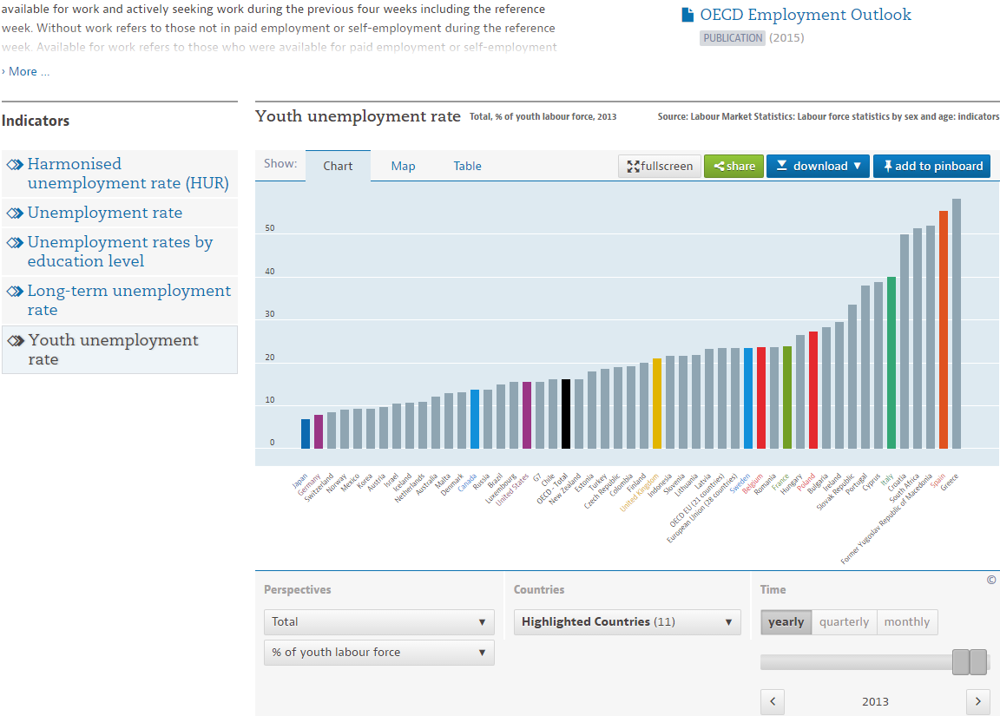 available for work and actively seeking work during the previous four weeks including the reference
week. Without work refers to those not in paid employment or self-employment during the reference
week. Available for work refers to those who were available for paid employment or self-employment
› More ...
OECD Employment Outlook
PUBLICATION (2015)
Indicators
Harmonised
unemployment rate (HUR)
Unemployment rate
Unemployment rates by
education level
Long-term unemployment
rate
Youth unemployment
rate
Youth unemployment rate Total, % of youth labour force, 2013 Source: Labour Market Statistics: Labour force statistics by sex and age: indicators
Show: Chart Map Table fullscreen share download ▼ add to pinboard
50
40
30
20
10
0
Japan
Germany
Switzerland
Norway
Mexico
Korea
Austria
Israel
Iceland
Netherlands
Australia
Malta
Denmark
Canada
Russia
Brazil
Luxembourg
United States
G7
Chile
OECD - Total
New Zealand
Estonia
Turkey
Czech Republic
Colombia
Finland
United Kingdom
Indonesia
Slovenia
Lithuania
Latvia
OECD EU (21 countries)
European Union (28 countries)
Sweden
Belgium
Romania
France
Hungary
Poland
Bulgaria
Ireland
Slovak Republic
Portugal
Cyprus
Italy
Croatia
South Africa
Former Yugoslav Republic of Macedonia
Spain
Greece
©
Perspectives
Total ▼
% of youth labour force ▼
Countries
Highlighted Countries (11) ▼
Time
yearly quarterly monthly
‹ 2013 ›